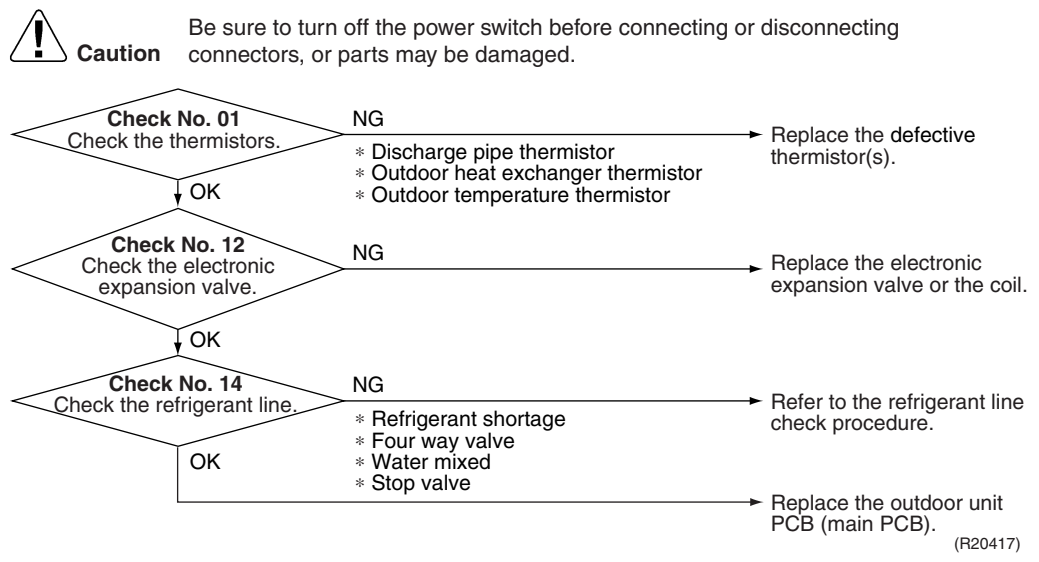 Be sure to turn off the power switch before connecting or disconnecting
Caution connectors, or parts may be damaged.
Check No. 01
Check the thermistors.
NG
∗ Discharge pipe thermistor
∗ Outdoor heat exchanger thermistor
∗ Outdoor temperature thermistor
Replace the defective
thermistor(s).
OK
Check No. 12
Check the electronic
expansion valve.
NG
Replace the electronic
expansion valve or the coil.
OK
Check No. 14
Check the refrigerant line.
NG
∗ Refrigerant shortage
∗ Four way valve
∗ Water mixed
∗ Stop valve
Refer to the refrigerant line
check procedure.
OK
Replace the outdoor unit
PCB (main PCB).
(R20417)